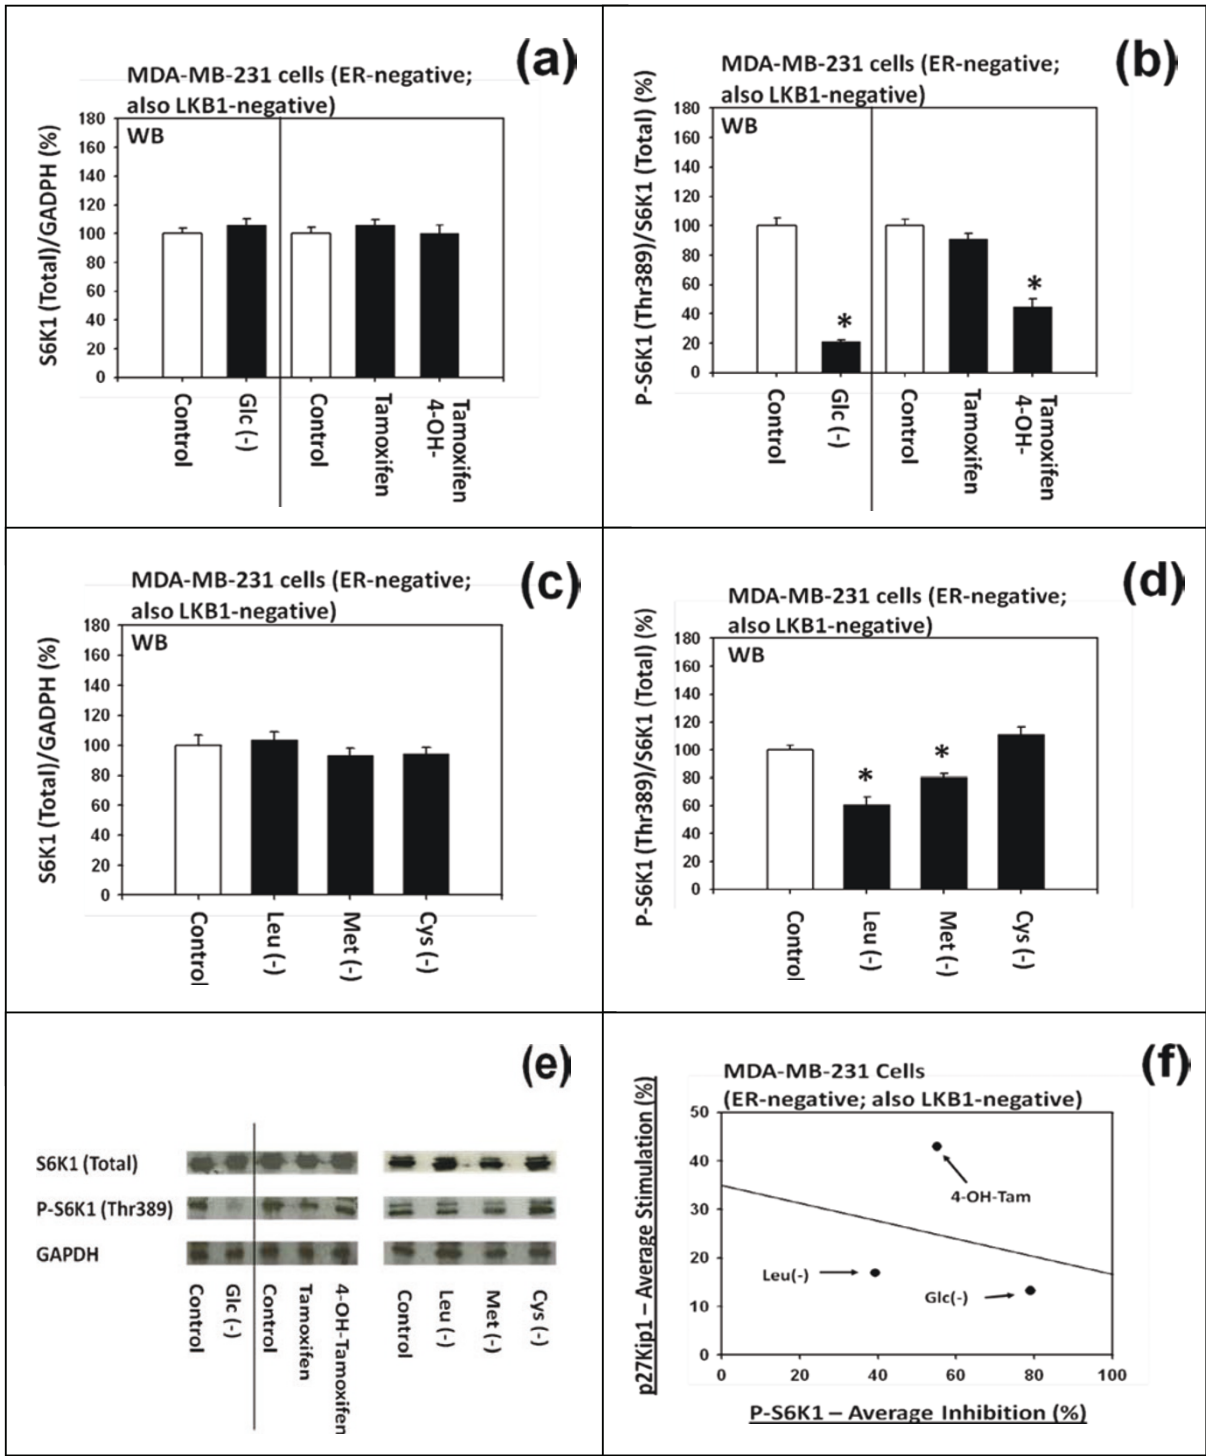 (a)
MDA-MB-231 cells (ER-negative;
also LKB1-negative)
WB
S6K1 (Total)/GADPH (%)
180
160
140
120
100
80
60
40
20
0
Control
Glc (-)
Control
Tamoxifen
4-OH-
Tamoxifen
(b)
MDA-MB-231 cells (ER-negative;
also LKB1-negative)
WB
P-S6K1 (Thr389)/S6K1 (Total) (%)
180
160
140
120
100
80
60
40
20
0
*
*
Control
Glc (-)
Control
Tamoxifen
4-OH-
Tamoxifen
(c)
MDA-MB-231 cells (ER-negative;
also LKB1-negative)
WB
S6K1 (Total)/GADPH (%)
180
160
140
120
100
80
60
40
20
0
Control
Leu (-)
Met (-)
Cys (-)
(d)
MDA-MB-231 cells (ER-negative;
also LKB1-negative)
WB
P-S6K1 (Thr389)/S6K1 (Total) (%)
180
160
140
120
100
80
60
40
20
0
*
*
Control
Leu (-)
Met (-)
Cys (-)
(e)
S6K1 (Total)
P-S6K1 (Thr389)
GAPDH
Control
Glc (-)
Control
Tamoxifen
4-OH-Tamoxifen
Control
Leu (-)
Met (-)
Cys (-)
(f)
MDA-MB-231 Cells
(ER-negative; also LKB1-negative)
p27Kip1 – Average Stimulation (%)
50
40
30
20
10
0
4-OH-Tam
Leu(-)
Glc(-)
0 20 40 60 80 100
P-S6K1 – Average Inhibition (%)